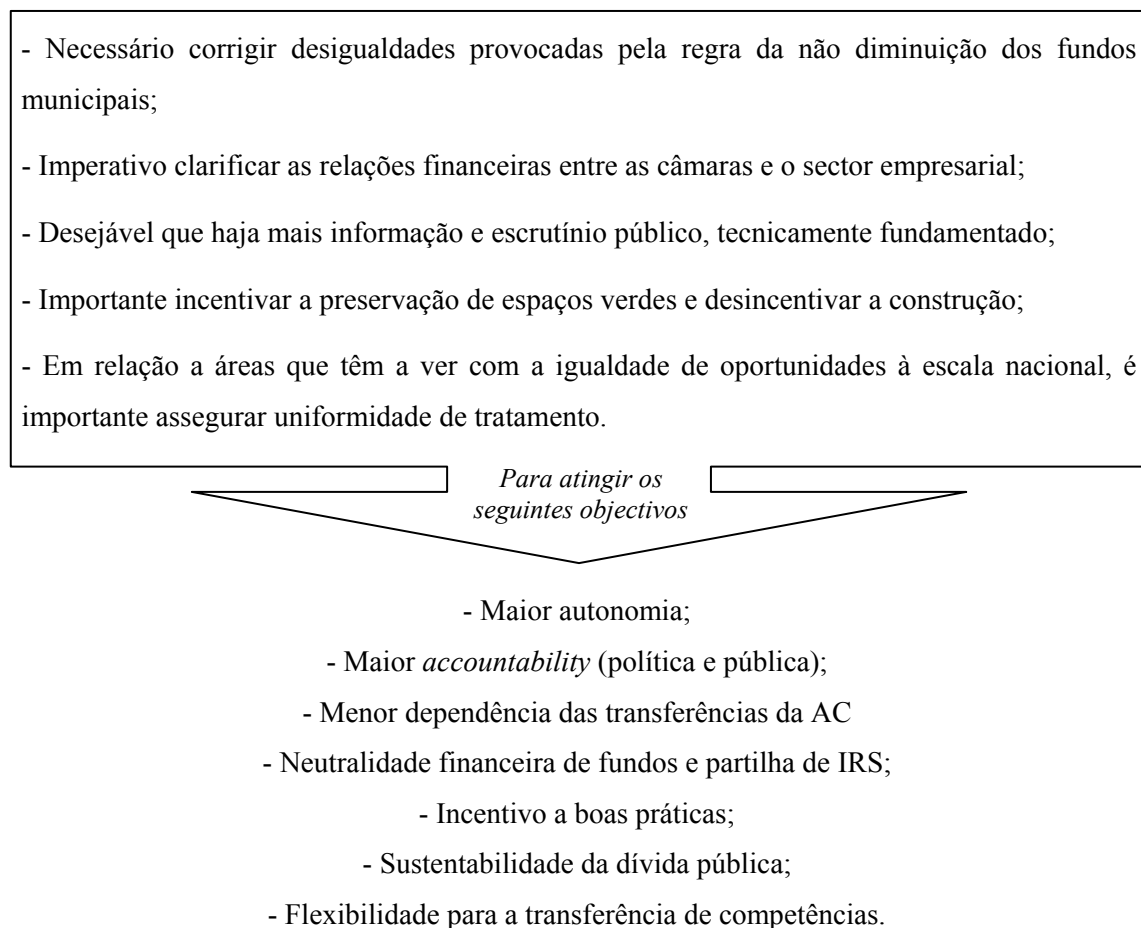 - Necessário corrigir desigualdades provocadas pela regra da não diminuição dos fundos
municipais;
- Imperativo clarificar as relações financeiras entre as câmaras e o sector empresarial;
- Desejável que haja mais informação e escrutínio público, tecnicamente fundamentado;
- Importante incentivar a preservação de espaços verdes e desincentivar a construção;
- Em relação a áreas que têm a ver com a igualdade de oportunidades à escala nacional, é
importante assegurar uniformidade de tratamento.
Para atingir os
seguintes objectivos
- Maior autonomia;
- Maior accountability (política e pública);
- Menor dependência das transferências da AC
- Neutralidade financeira de fundos e partilha de IRS;
- Incentivo a boas práticas;
- Sustentabilidade da dívida pública;
- Flexibilidade para a transferência de competências.